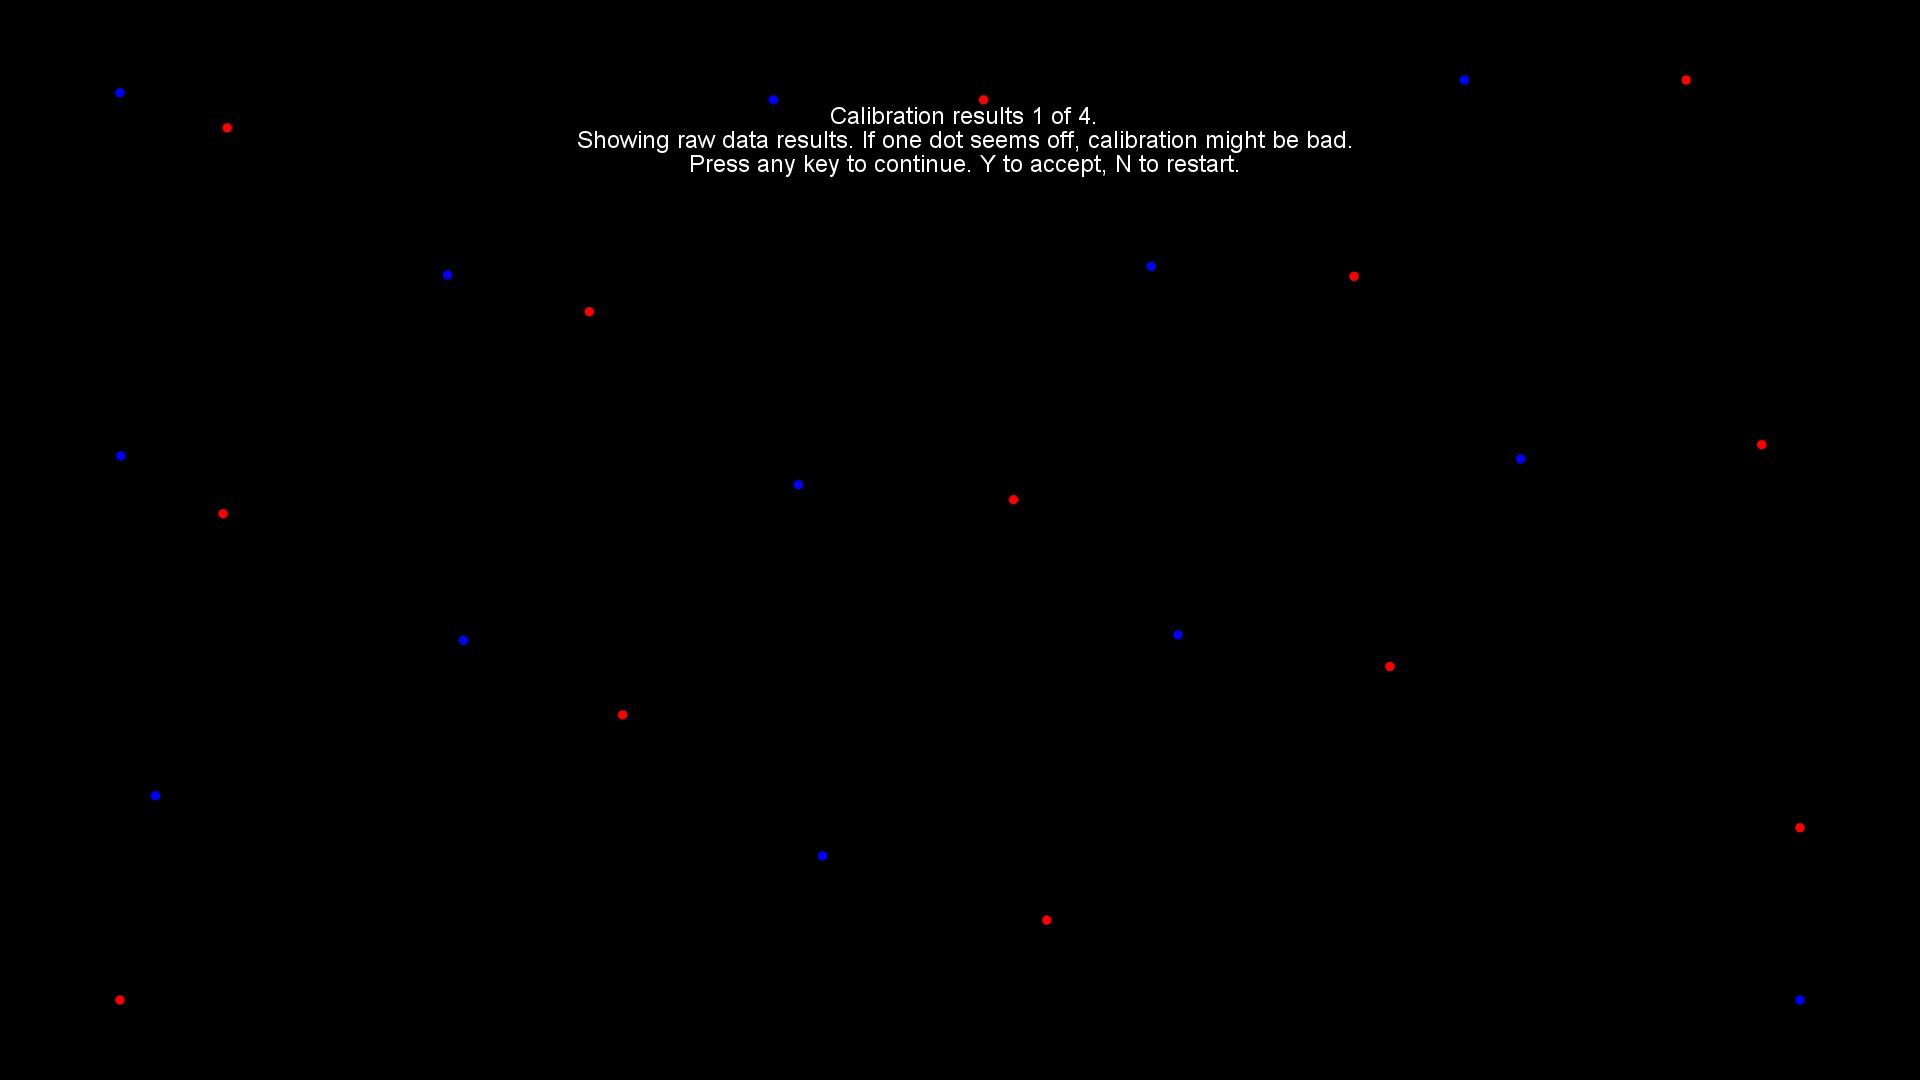 Calibration results 1 of 4.
Showing raw data results. If one dot seems off, calibration might be bad.
Press any key to continue. Y to accept, N to restart.